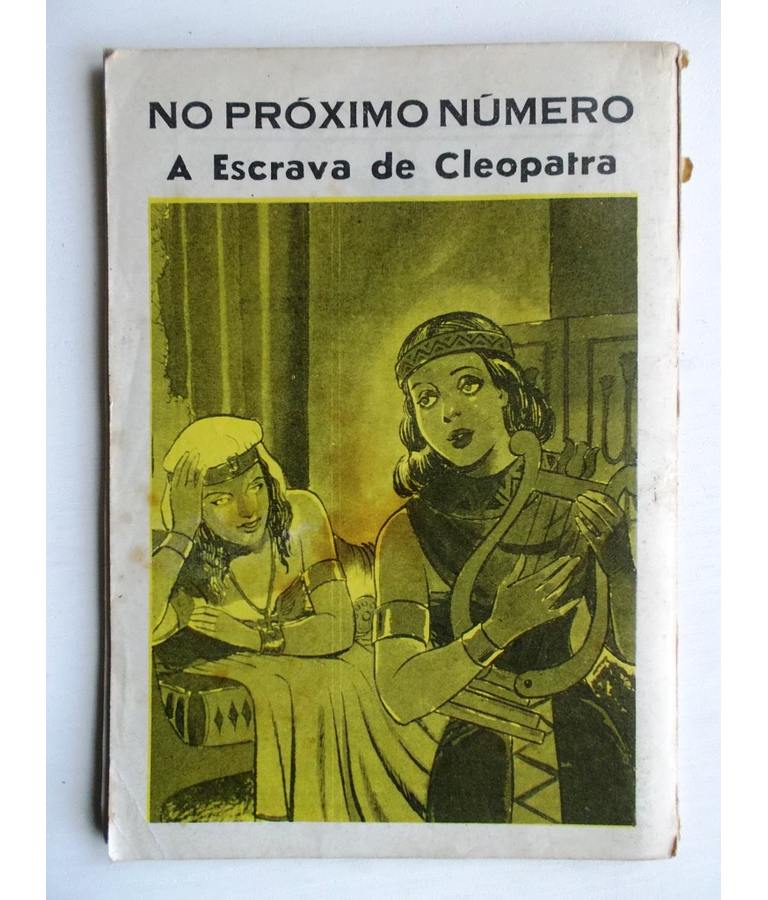 NO PRÓXIMO NÚMERO
A Escrava de Cleopatra